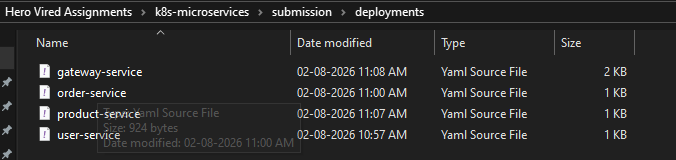 Hero Vired Assignments > k8s-microservices > submission > deployments
Name Date modified Type Size
gateway-service 02-08-2026 11:08 AM Yaml Source File 2 KB
order-service 02-08-2026 11:00 AM Yaml Source File 1 KB
product-service 02-08-2026 11:07 AM Yaml Source File 1 KB
Type: Yaml Source File
Size: 924 bytes
user-service 02-08-2026 10:57 AM Yaml Source File 1 KB
Date modified: 02-08-2026 11:00 AM